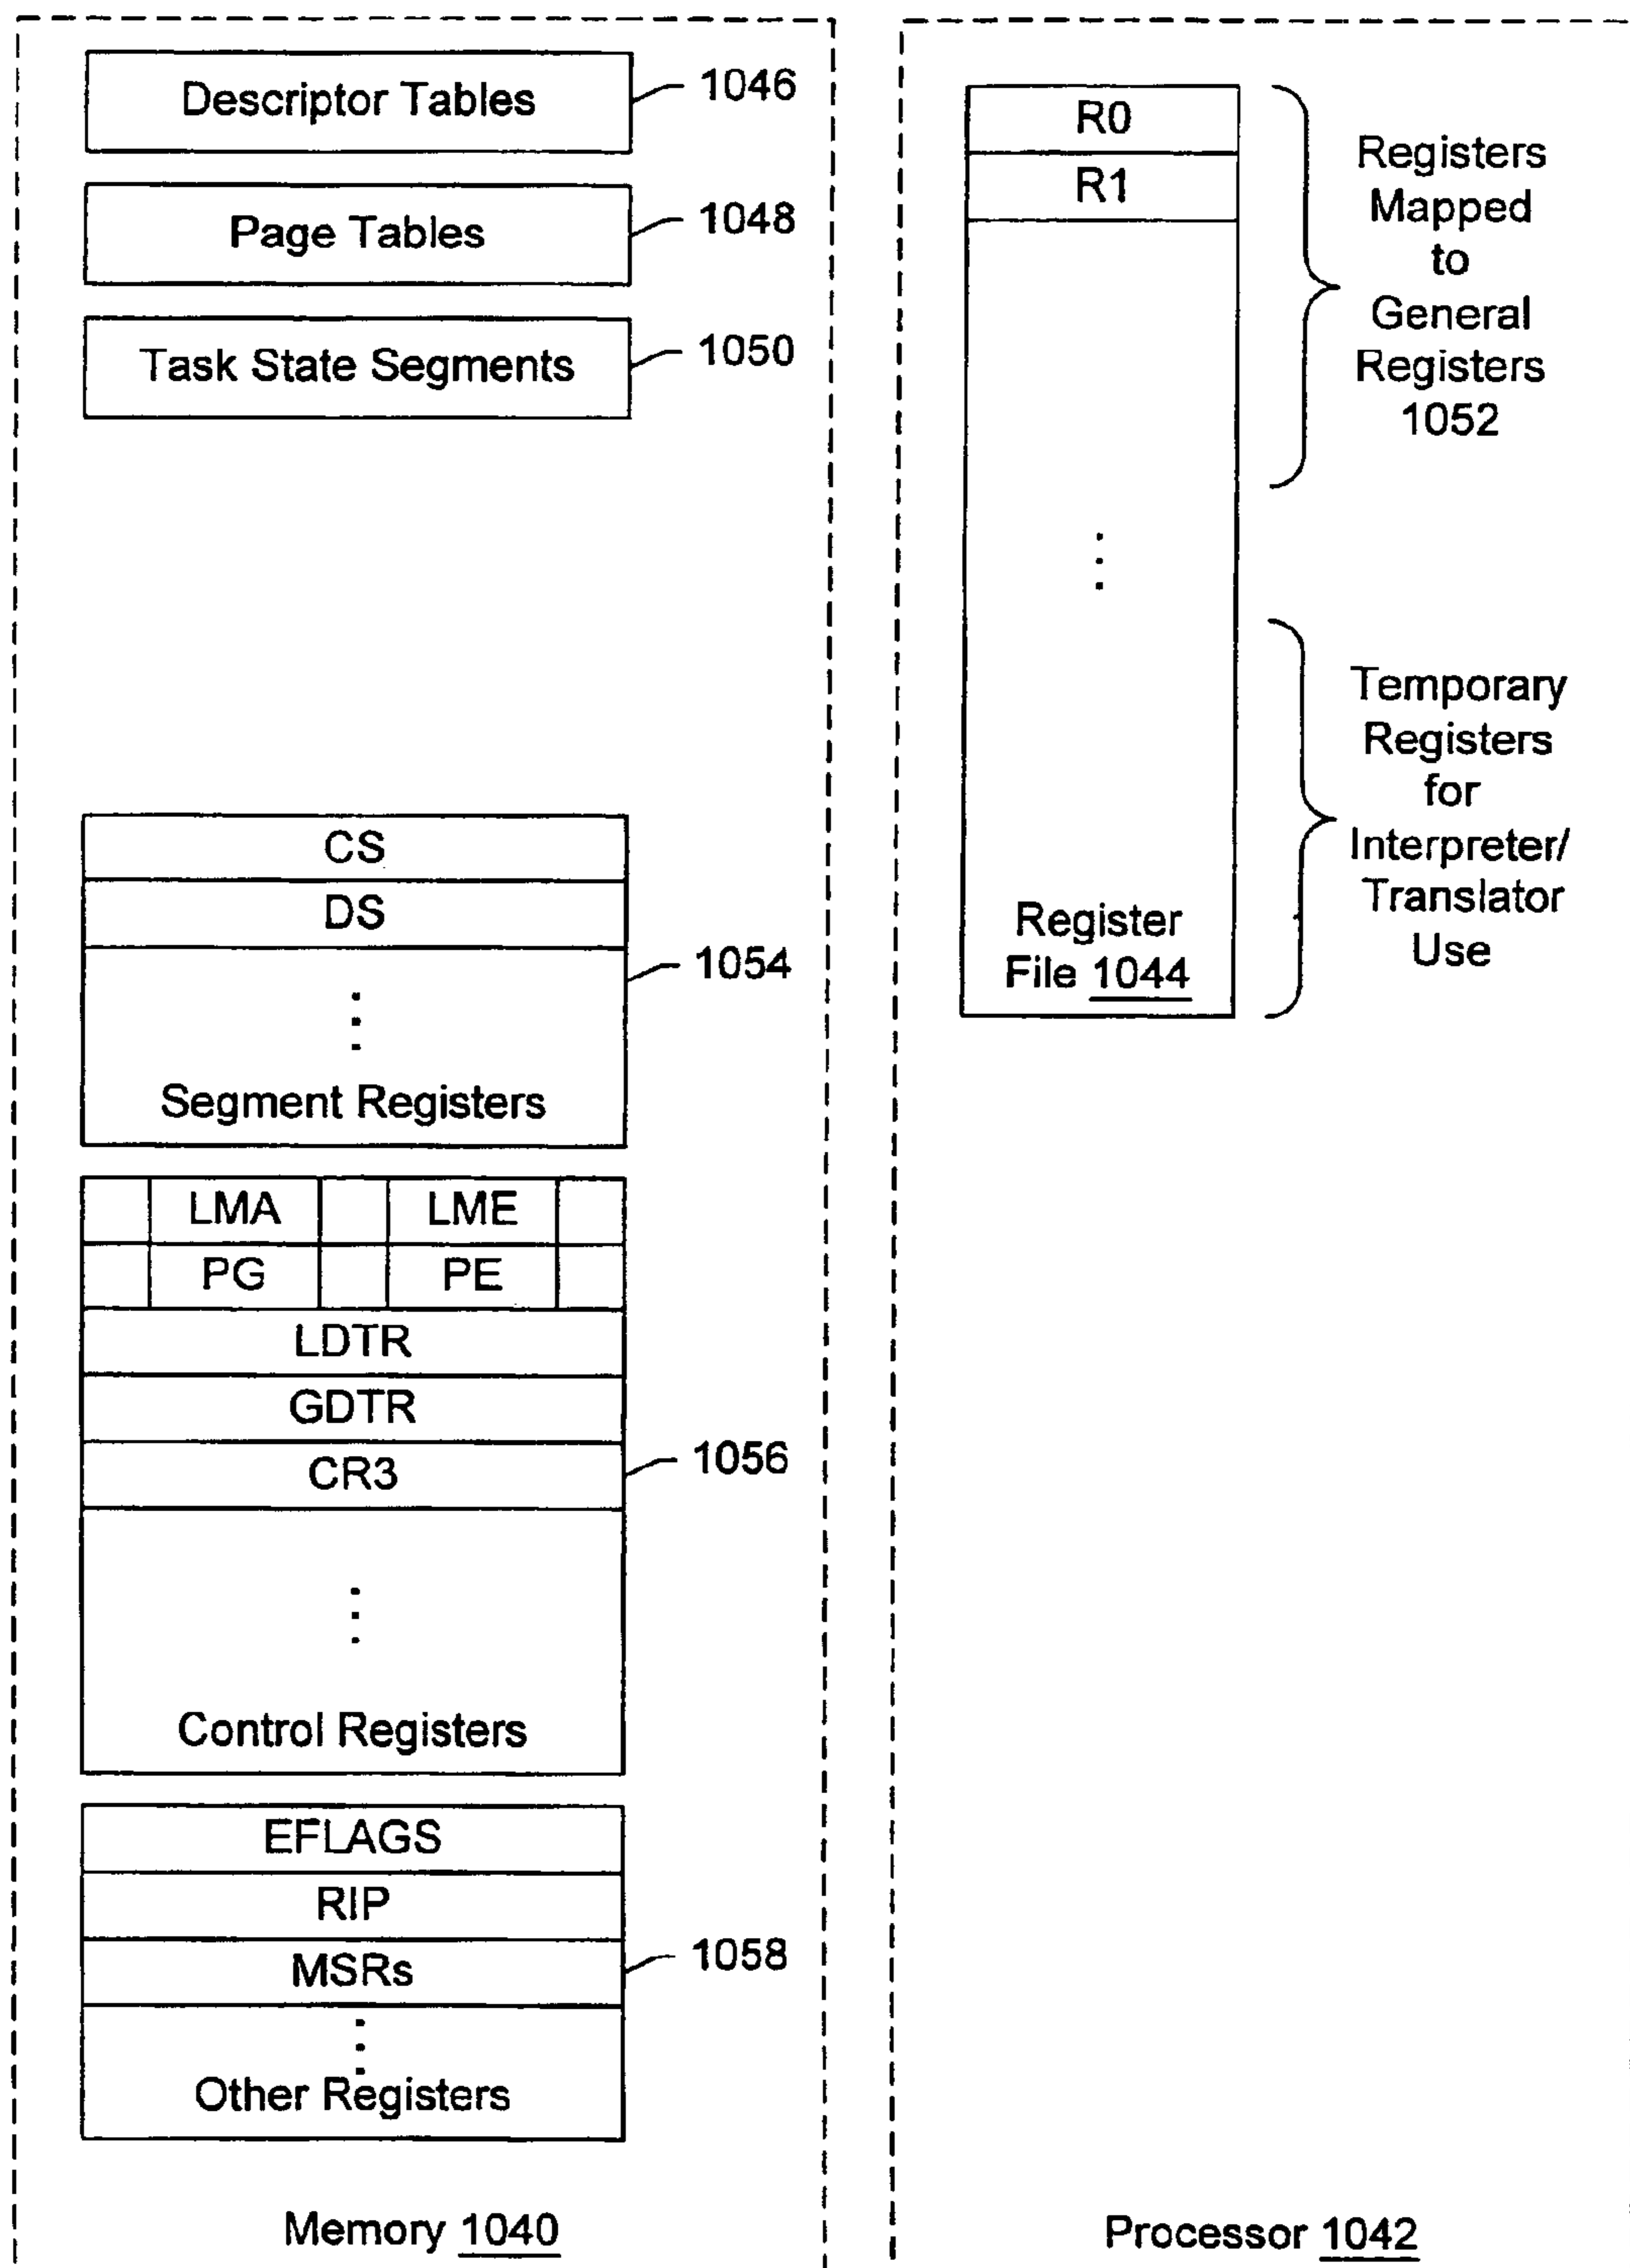 Descriptor Tables
1046
Page Tables
1048
Task State Segments
1050
CS
DS
1054
Segment Registers
LMA LME
PG PE
LDTR
GDTR
CR3
1056
Control Registers
EFLAGS
RIP
MSRs
1058
Other Registers
Memory 1040
R0
R1
Registers
Mapped
to
General
Registers
1052
Temporary
Registers
for
Interpreter/
Translator
Use
Register
File 1044
Processor 1042